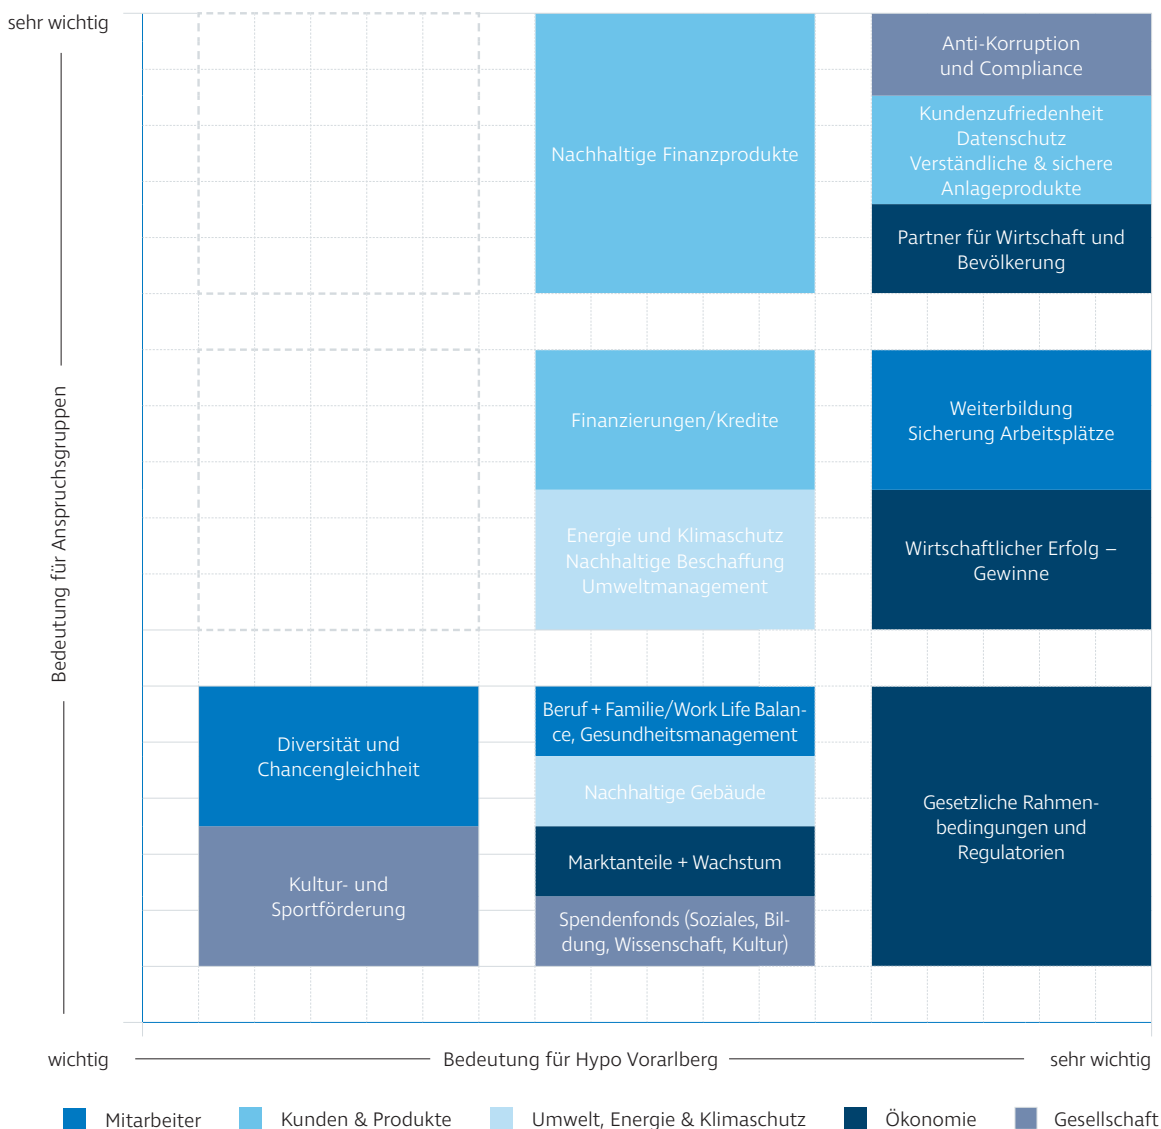 sehr wichtig
Bedeutung für Anspruchsgruppen
Nachhaltige Finanzprodukte
Anti-Korruption
und Compliance
Kundenzufriedenheit
Datenschutz
Verständliche & sichere
Anlageprodukte
Partner für Wirtschaft und
Bevölkerung
Finanzierungen/Kredite
Energie und Klimaschutz
Nachhaltige Beschaffung
Umweltmanagement
Weiterbildung
Sicherung Arbeitsplätze
Wirtschaftlicher Erfolg –
Gewinne
Diversität und
Chancengleichheit
Kultur- und
Sportförderung
Beruf + Familie/Work Life Balan-
ce, Gesundheitsmanagement
Nachhaltige Gebäude
Marktanteile + Wachstum
Spendenfonds (Soziales, Bil-
dung, Wissenschaft, Kultur)
Gesetzliche Rahmen-
bedingungen und
Regulatorien
wichtig
Bedeutung für Hypo Vorarlberg
sehr wichtig
Mitarbeiter
Kunden & Produkte
Umwelt, Energie & Klimaschutz
Ökonomie
Gesellschaft